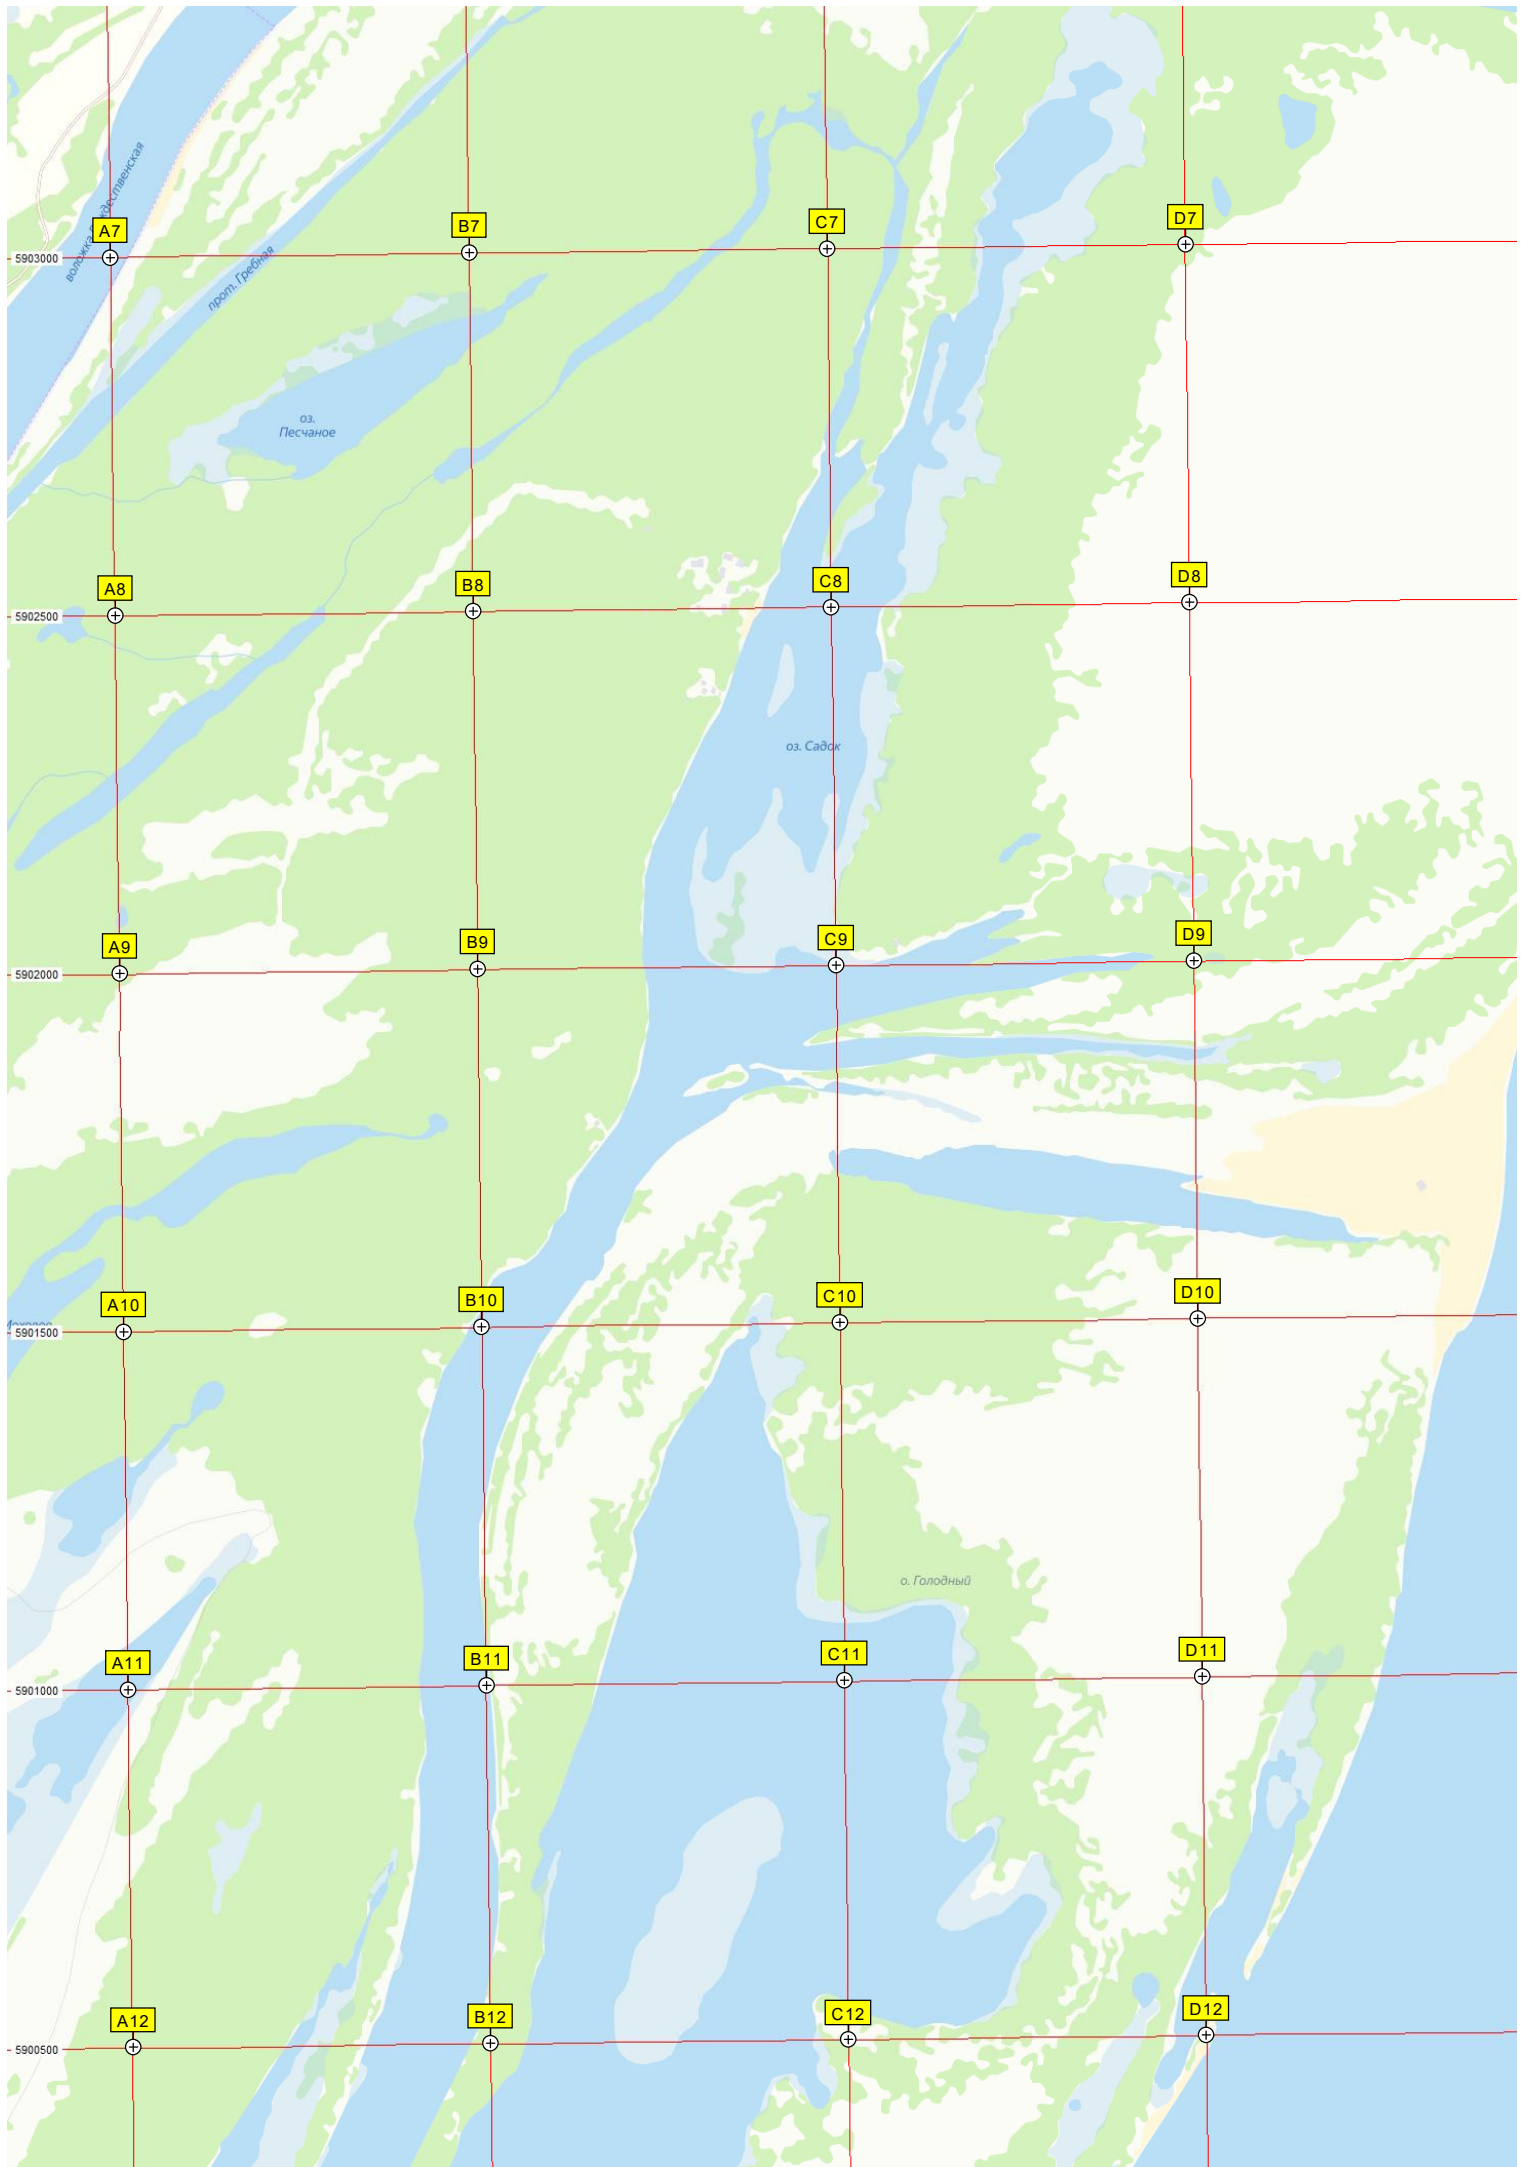 воложка Рождественская
A7
B7
C7
D7
5903000
прот. Гребная
оз.
Песчаное
A8
B8
C8
D8
5902500
оз. Садок
A9
B9
C9
D9
5902000
A10
B10
C10
D10
5901500
о. Голодный
A11
B11
C11
D11
5901000
A12
B12
C12
D12
5900500